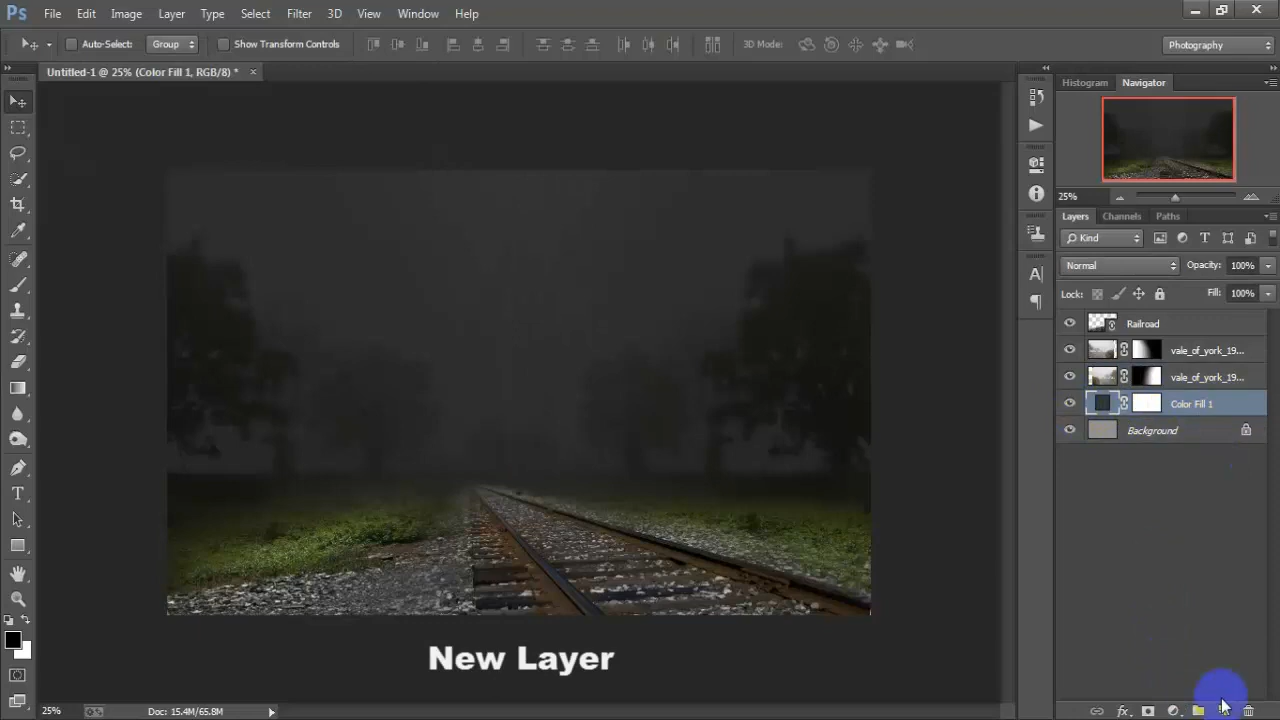 Ps File Edit Image Layer Type Select Filter 3D View Window Help
Auto-Select: Group Show Transform Controls 3D Mode: Photography
Untitled-1 @ 25% (Color Fill 1, RGB/8) *
Histogram Navigator
25%
Layers Channels Paths
Kind
Normal Opacity: 100%
Lock: Fill: 100%
Railroad
vale_of_york_19...
vale_of_york_19...
Color Fill 1
Background
New Layer
25% Doc: 15.4M/65.8M